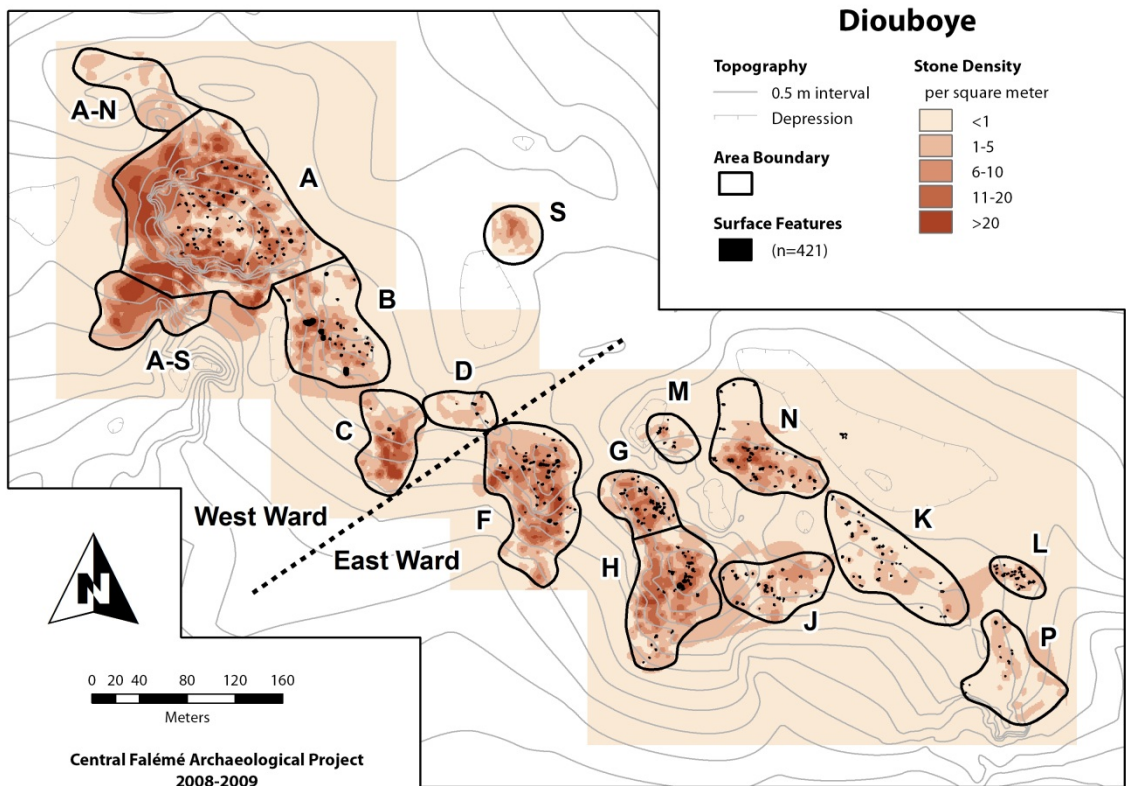 Diouboye
Topography
0.5 m interval
Depression
Area Boundary
Surface Features
(n=421)
Stone Density
per square meter
<1
1-5
6-10
11-20
>20
A-N
A
S
B
A-S
D
C
M
N
G
F
K
L
H
J
P
West Ward
East Ward
N
0 20 40 80 120 160
Meters
Central Falémé Archaeological Project
2008-2009